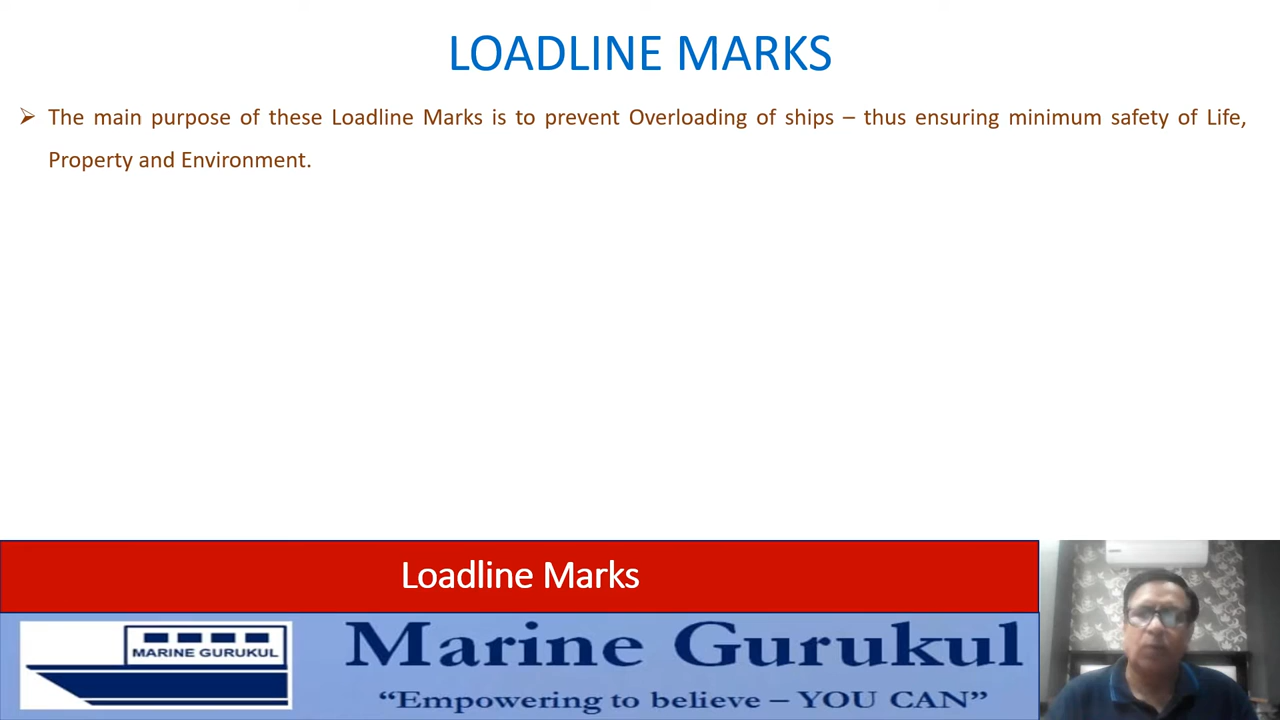 LOADLINE MARKS
➢ The main purpose of these Loadline Marks is to prevent Overloading of ships – thus ensuring minimum safety of Life,
Property and Environment.
Loadline Marks
MARINE GURUKUL
Marine Gurukul
“Empowering to believe – YOU CAN”